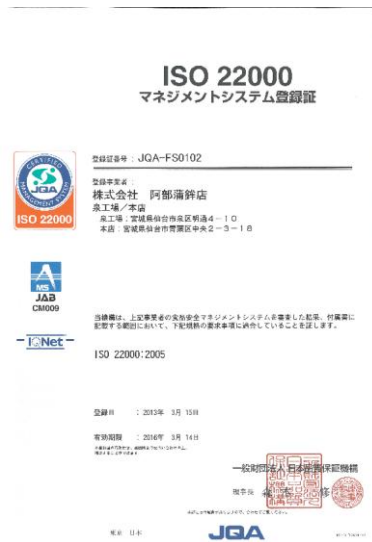 ISO 22000
マネジメントシステム登録証
登録証番号 : JQA-FS0102
登録事業者 :
株式会社 阿部蒲鉾店
泉工場/本店
泉工場:宮城県仙台市泉区明通4-10
本店:宮城県仙台市青葉区中央2-3-18
CERTIFIED
MANAGEMENT SYSTEM
JQA
ISO 22000
MS
JAB
CM009
IQNet
当機構は、上記事業者の食品安全マネジメントシステムを審査した結果、付属書に
記載する範囲において、下記規格の要求事項に適合していることを証します。
ISO 22000:2005
登録日 : 2013年 3月 15日
有効期限 : 2016年 3月 14日
一般財団法人 日本品質保証機構
理事長
東京 日本
JQA